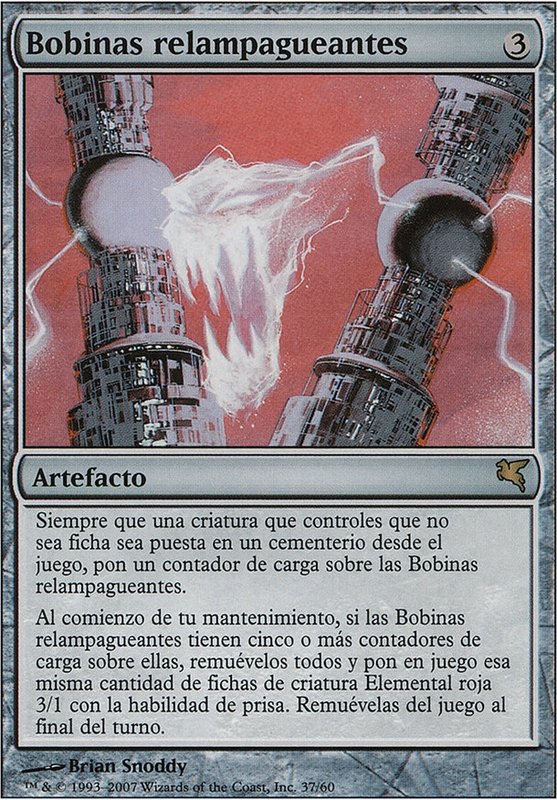 Bobinas relampagueantes 3
Artefacto
Siempre que una criatura que controles que no
sea ficha sea puesta en un cementerio desde el
juego, pon un contador de carga sobre las Bobinas
relampagueantes.
Al comienzo de tu mantenimiento, si las Bobinas
relampagueantes tienen cinco o más contadores de
carga sobre ellas, remuévelos todos y pon en juego esa
misma cantidad de fichas de criatura Elemental roja
3/1 con la habilidad de prisa. Remuévelas del juego al
final del turno.
Brian Snoddy
™ & © 1993–2007 Wizards of the Coast, Inc. 37/60